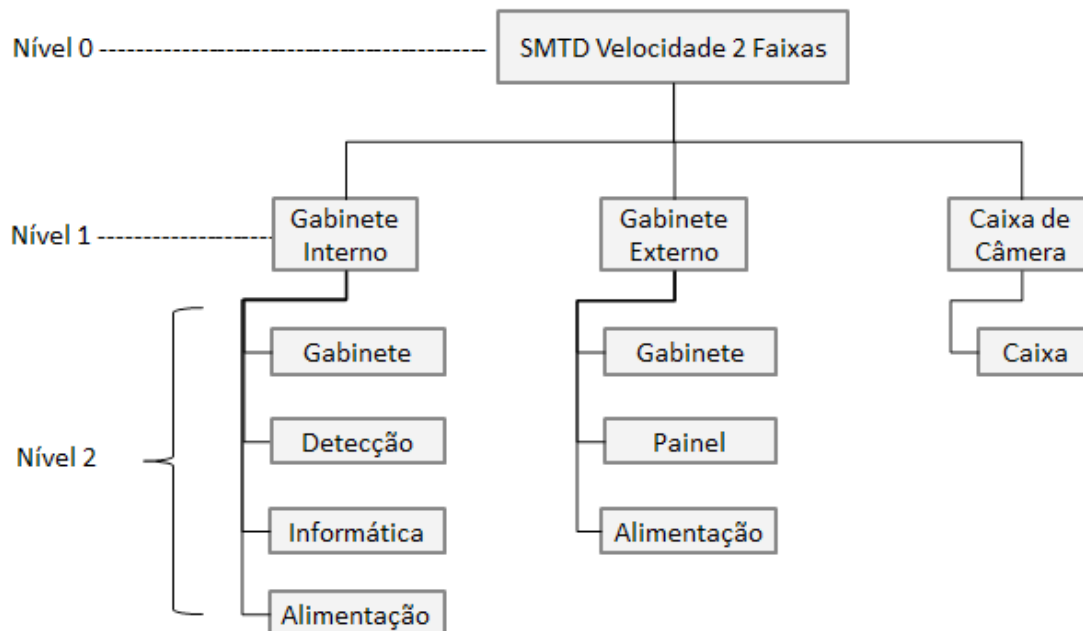 Nível 0
SMTD Velocidade 2 Faixas
Nível 1
Gabinete
Interno
Gabinete
Externo
Caixa de
Câmera
Nível 2
Gabinete
Detecção
Informática
Alimentação
Gabinete
Painel
Alimentação
Caixa